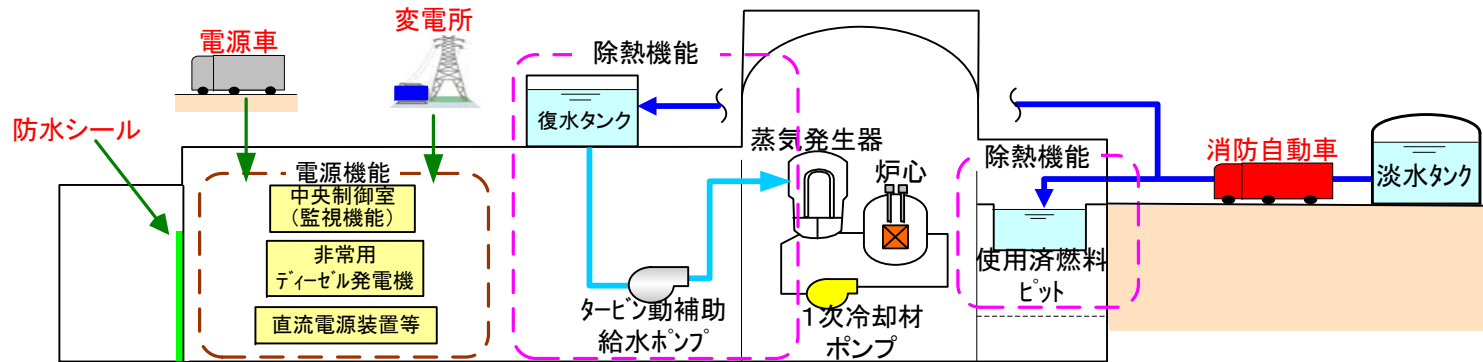 電源車
変電所
防水シール
電源機能
中央制御室
(監視機能)
非常用
ディーゼル発電機
直流電源装置等
除熱機能
復水タンク
タービン動補助
給水ポンプ
蒸気発生器
炉心
1次冷却材
ポンプ
除熱機能
使用済燃料
ピット
消防自動車
淡水タンク